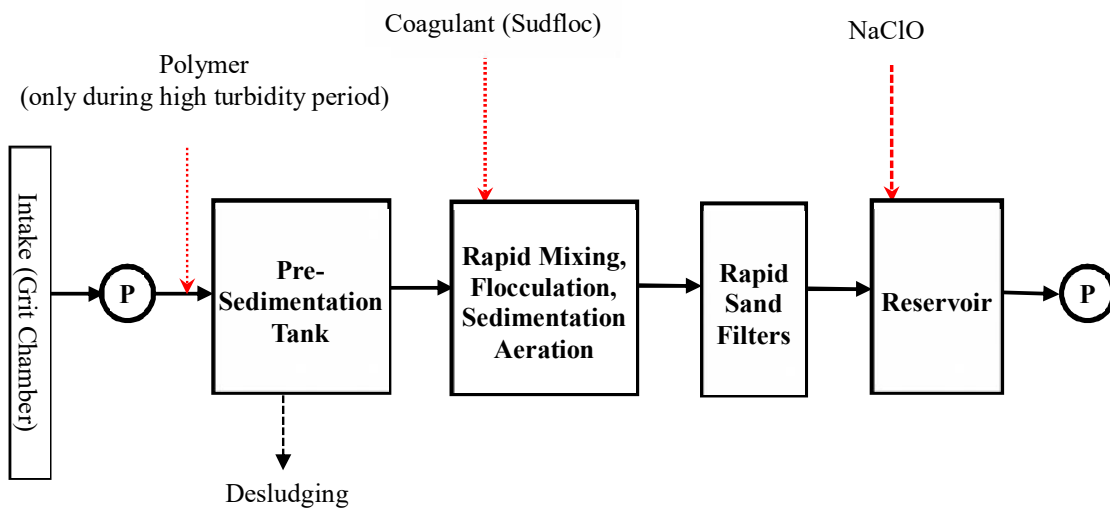 Coagulant (Sudfloc)
NaClO
Polymer
(only during high turbidity period)
Intake (Grit Chamber)
P
Pre-
Sedimentation
Tank
Rapid Mixing,
Flocculation,
Sedimentation
Aeration
Rapid
Sand
Filters
Reservoir
P
Desludging